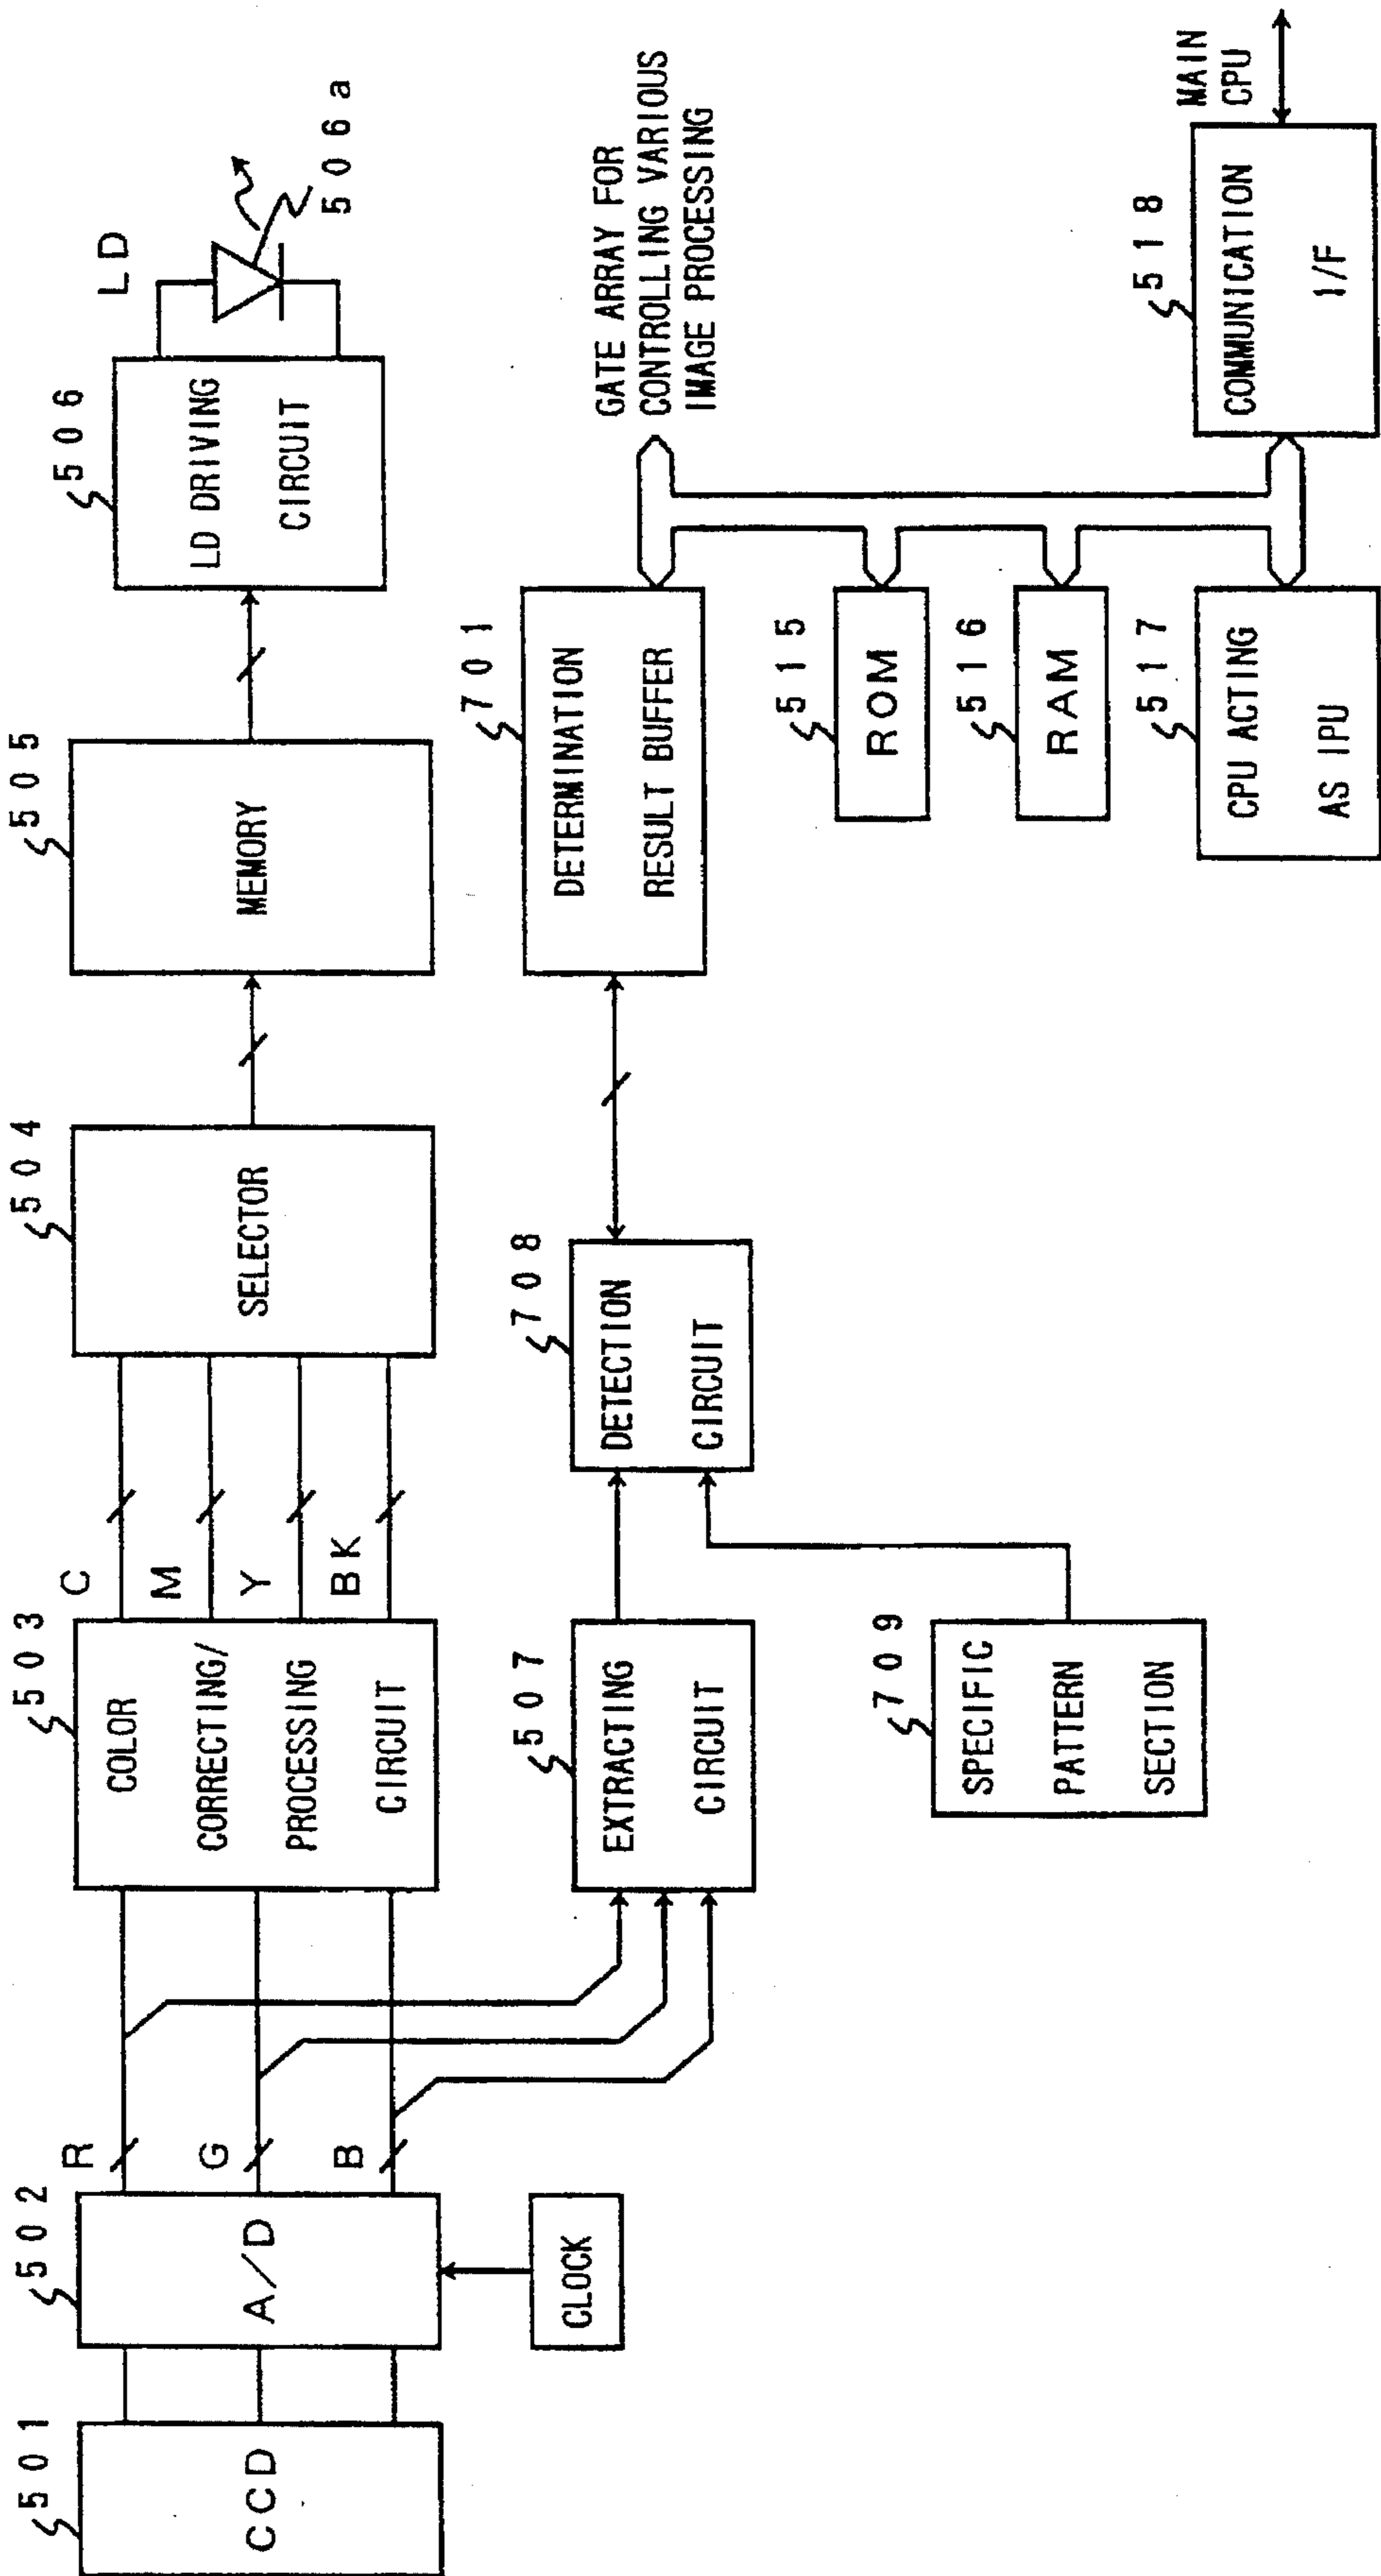 501
CCD
502
A/D
CLOCK
R
G
B
503
COLOR
CORRECTING/
PROCESSING
CIRCUIT
C
M
Y
BK
504
SELECTOR
505
MEMORY
506
LD DRIVING
CIRCUIT
LD
506a
507
EXTRACTING
CIRCUIT
709
SPECIFIC
PATTERN
SECTION
708
DETECTION
CIRCUIT
701
DETERMINATION
RESULT BUFFER
GATE ARRAY FOR
CONTROLLING VARIOUS
IMAGE PROCESSING
515
ROM
516
RAM
517
CPU ACTING
AS IPU
518
COMMUNICATION
I/F
MAIN
CPU